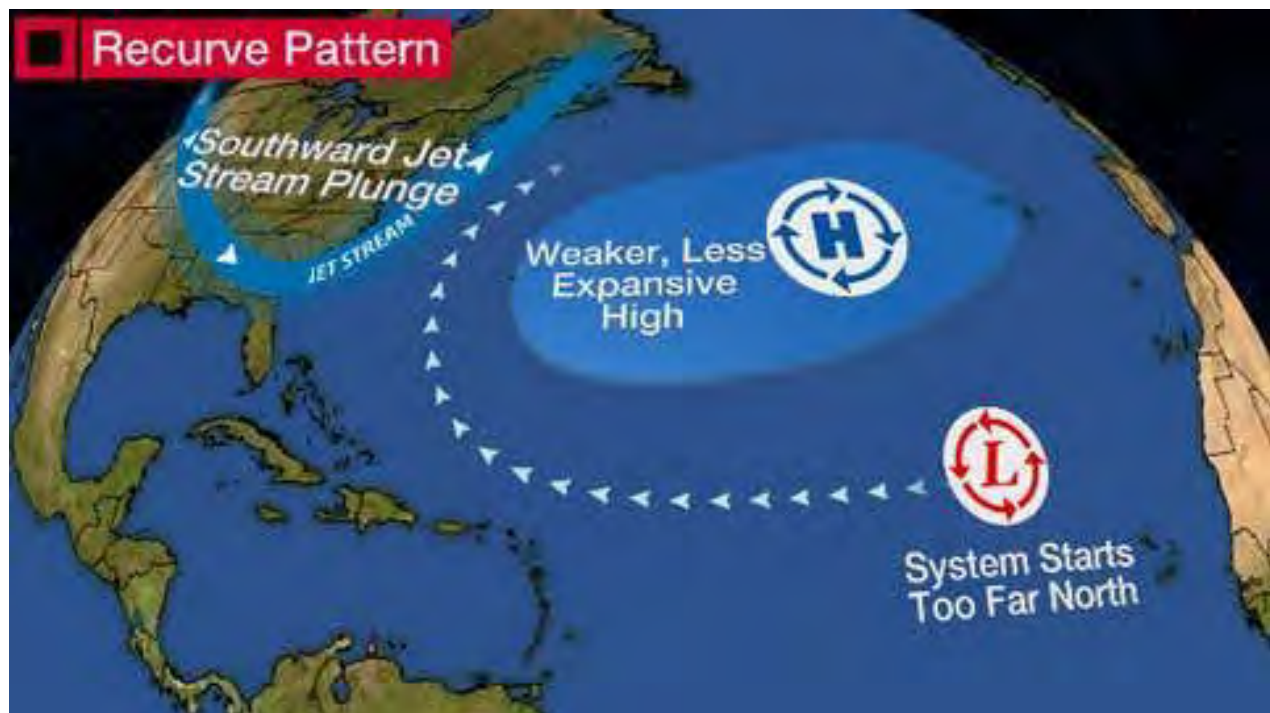 Recurve Pattern
Southward Jet
Stream Plunge
JET STREAM
Weaker, Less
Expansive
High
H
L
System Starts
Too Far North